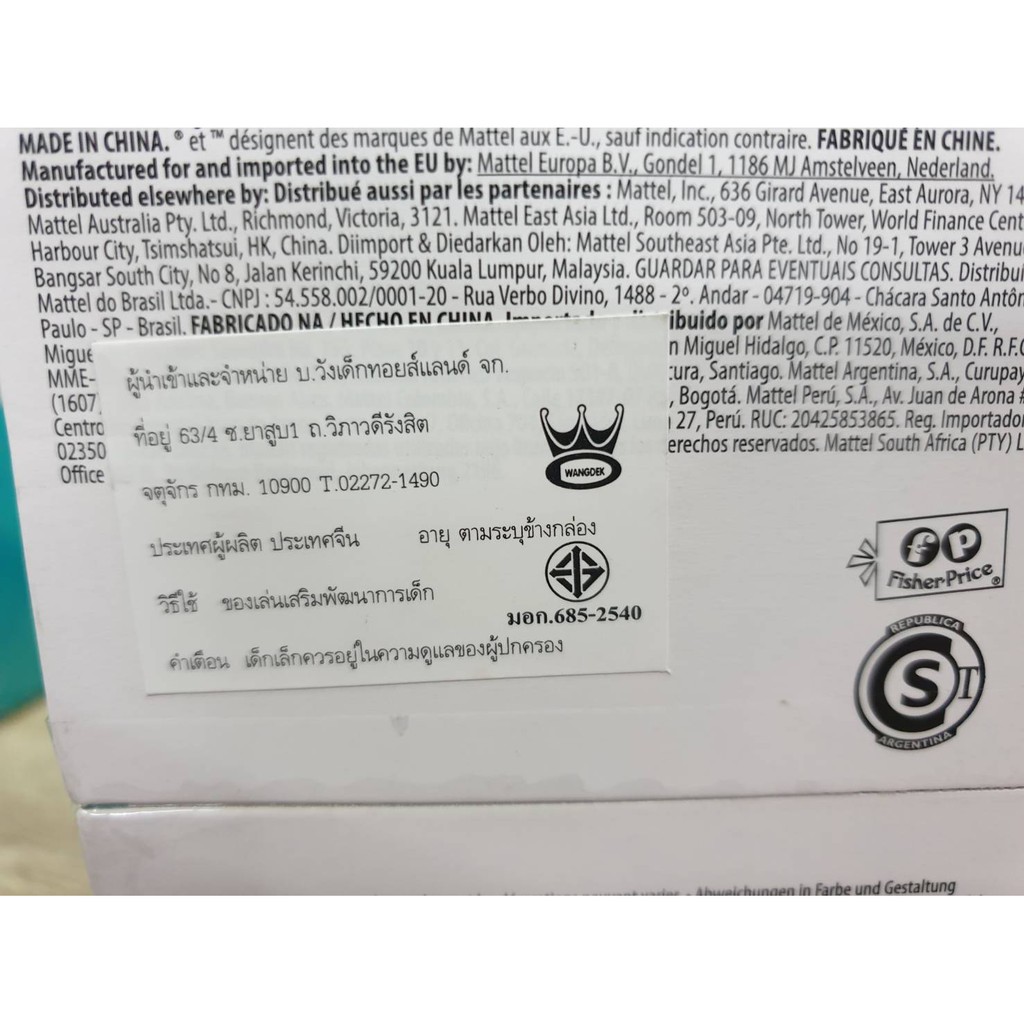 MADE IN CHINA. ® et ™ désignent des marques de Mattel aux E.-U., sauf indication contraire. FABRIQUÉ EN CHINE.
Manufactured for and imported into the EU by: Mattel Europa B.V., Gondel 1, 1186 MJ Amstelveen, Nederland.
Distributed elsewhere by: Distribué aussi par les partenaires : Mattel, Inc., 636 Girard Avenue, East Aurora, NY 14
Mattel Australia Pty. Ltd., Richmond, Victoria, 3121. Mattel East Asia Ltd., Room 503-09, North Tower, World Finance Cent
Harbour City, Tsimshatsui, HK, China. Diimport & Diedarkan Oleh: Mattel Southeast Asia Pte. Ltd., No 19-1, Tower 3 Avenu
Bangsar South City, No 8, Jalan Kerinchi, 59200 Kuala Lumpur, Malaysia. GUARDAR PARA EVENTUAIS CONSULTAS. Distribu
Mattel do Brasil Ltda.- CNPJ : 54.558.002/0001-20 - Rua Verbo Divino, 1488 - 2º. Andar - 04719-904 - Chácara Santo Antôn
Paulo - SP - Brasil. FABRICADO NA / HECHO EN CHINA. ibuido por Mattel de México, S.A. de C.V.,
Migue n Miguel Hidalgo, C.P. 11520, México, D.F. R.F.C
MME- cura, Santiago. Mattel Argentina, S.A., Curupay
(1607 , Bogotá. Mattel Perú, S.A., Av. Juan de Arona #
Centro 27, Perú. RUC: 20425853865. Reg. Importado
02350 erechos reservados. Mattel South Africa (PTY) L
Office
ผู้นำเข้าและจำหน่าย บ.วังเด็กทอยส์แลนด์ จก.
ที่อยู่ 63/4 ซ.ยาสูบ1 ถ.วิภาวดีรังสิต
จตุจักร กทม. 10900 T.02272-1490
WANGDEK
ประเทศผู้ผลิต ประเทศจีน อายุ ตามระบุข้างกล่อง
วิธีใช้ ของเล่นเสริมพัฒนาการเด็ก
มอก.685-2540
คำเตือน เด็กเล็กควรอยู่ในความดูแลของผู้ปกครอง
fp
Fisher-Price®
REPUBLICA
CST
ARGENTINA
Abweichungen in Farbe und Gestaltung